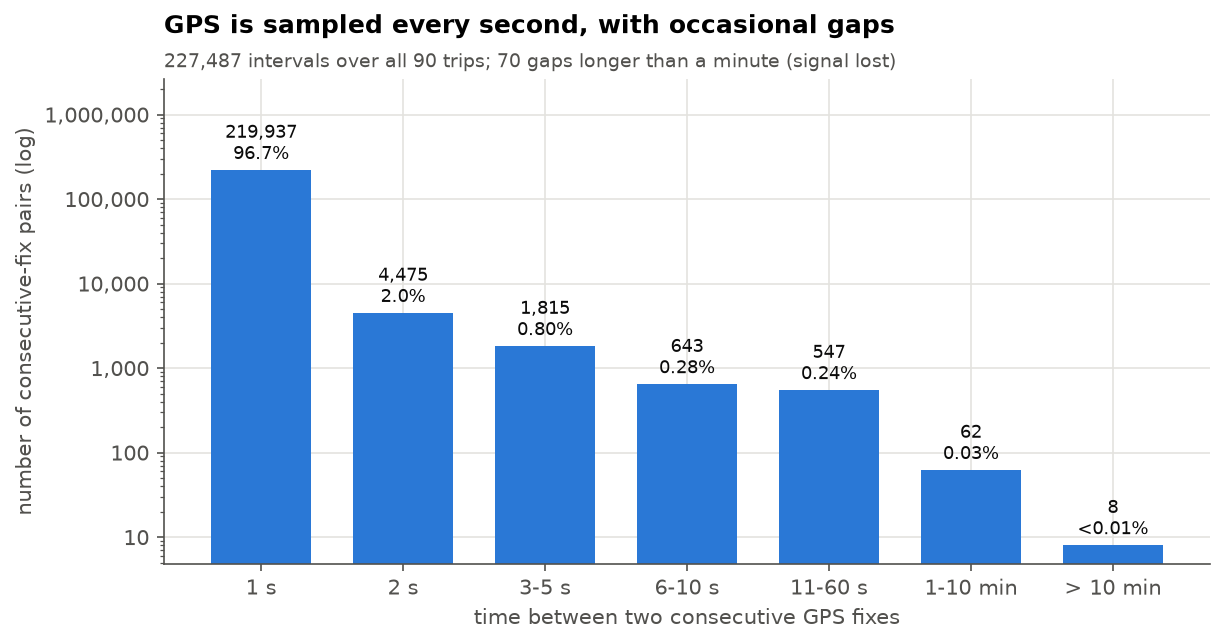 GPS is sampled every second, with occasional gaps
227,487 intervals over all 90 trips; 70 gaps longer than a minute (signal lost)
number of consecutive-fix pairs (log)
1,000,000
100,000
10,000
1,000
100
10
219,937
96.7%
4,475
2.0%
1,815
0.80%
643
0.28%
547
0.24%
62
0.03%
8
<0.01%
1 s
2 s
3-5 s
6-10 s
11-60 s
1-10 min
> 10 min
time between two consecutive GPS fixes